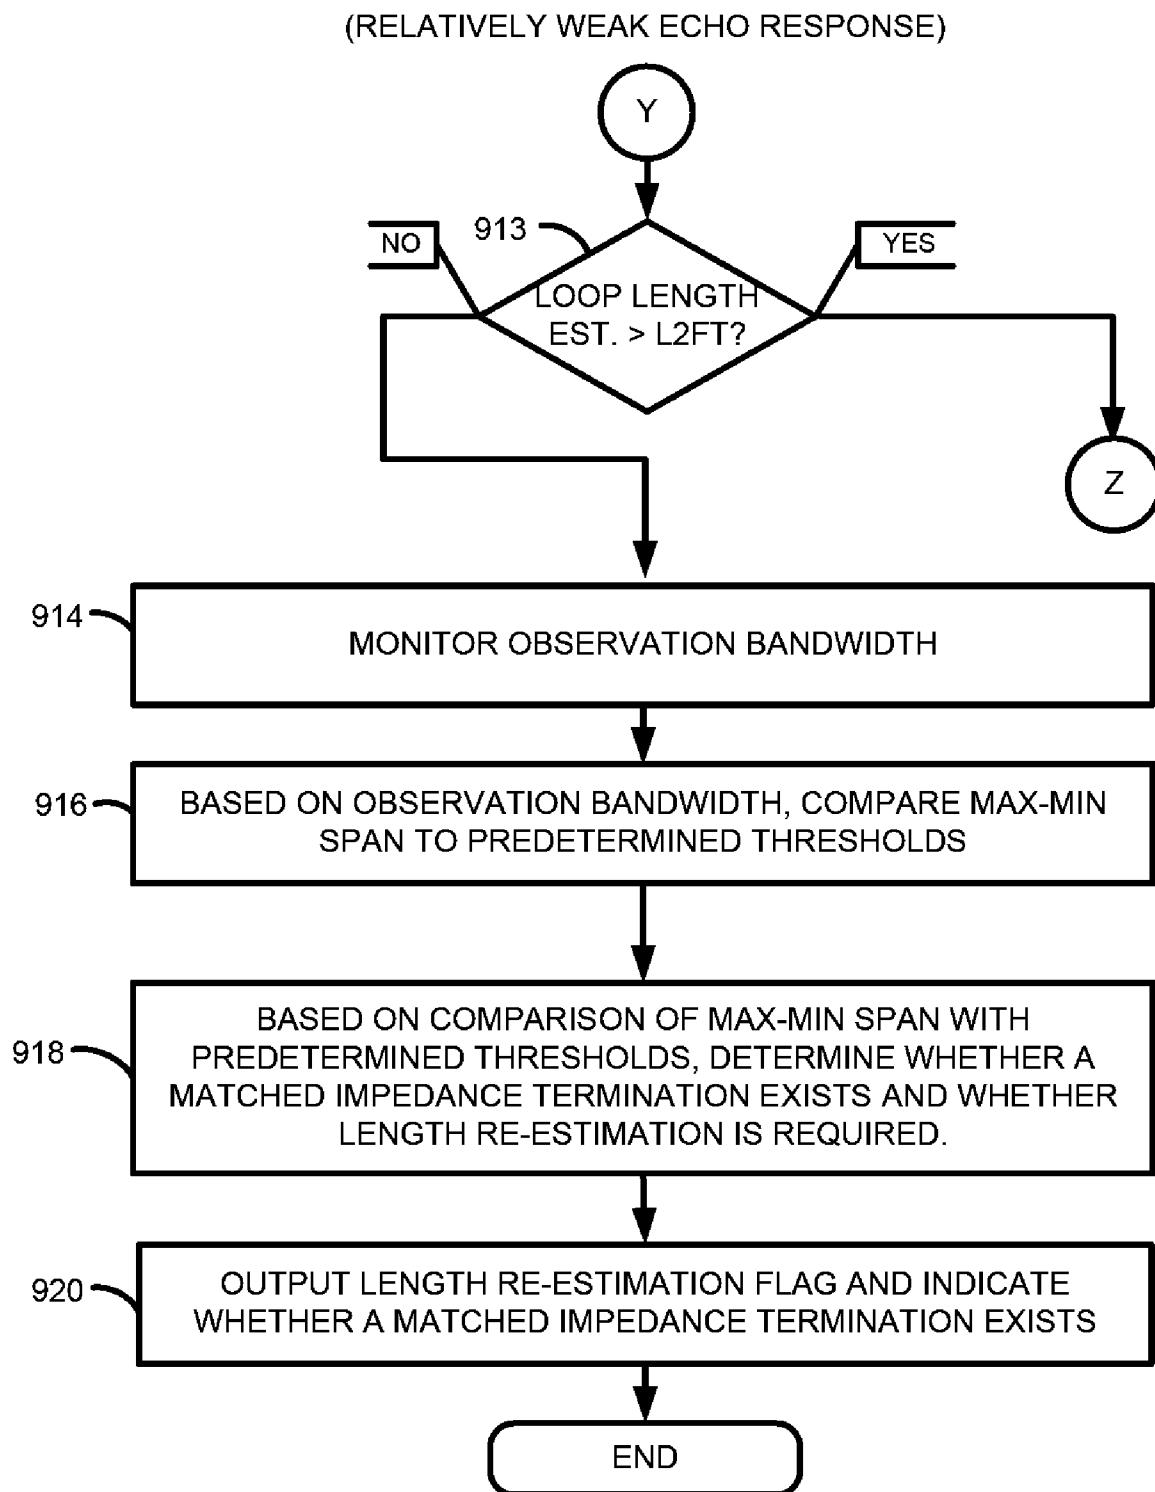 (RELATIVELY WEAK ECHO RESPONSE)
Y
913
NO
YES
LOOP LENGTH
EST. > L2FT?
Z
914
MONITOR OBSERVATION BANDWIDTH
916
BASED ON OBSERVATION BANDWIDTH, COMPARE MAX-MIN
SPAN TO PREDETERMINED THRESHOLDS
918
BASED ON COMPARISON OF MAX-MIN SPAN WITH
PREDETERMINED THRESHOLDS, DETERMINE WHETHER A
MATCHED IMPEDANCE TERMINATION EXISTS AND WHETHER
LENGTH RE-ESTIMATION IS REQUIRED.
920
OUTPUT LENGTH RE-ESTIMATION FLAG AND INDICATE
WHETHER A MATCHED IMPEDANCE TERMINATION EXISTS
END